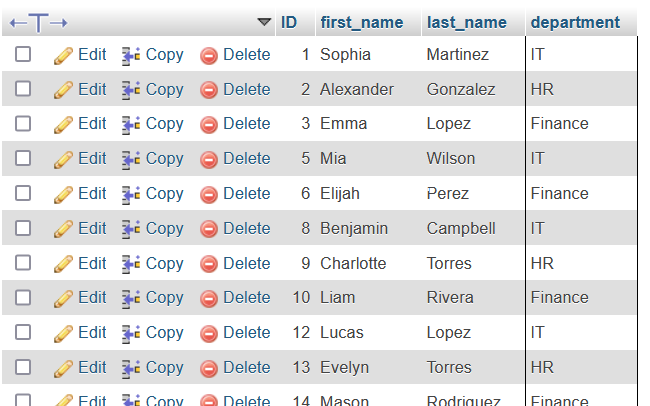 ID first_name last_name department
Edit Copy Delete 1 Sophia Martinez IT
Edit Copy Delete 2 Alexander Gonzalez HR
Edit Copy Delete 3 Emma Lopez Finance
Edit Copy Delete 5 Mia Wilson IT
Edit Copy Delete 6 Elijah Perez Finance
Edit Copy Delete 8 Benjamin Campbell IT
Edit Copy Delete 9 Charlotte Torres HR
Edit Copy Delete 10 Liam Rivera Finance
Edit Copy Delete 12 Lucas Lopez IT
Edit Copy Delete 13 Evelyn Torres HR
Edit Copy Delete 14 Mason Rodriguez Finance